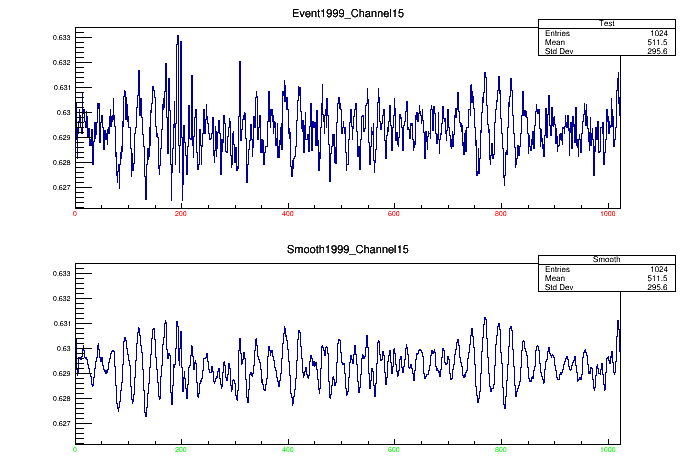 Event1999_Channel15
Test
Entries 1024
Mean 511.5
Std Dev 295.6
0.633
0.632
0.631
0.63
0.629
0.628
0.627
0 200 400 600 800 1000
Smooth1999_Channel15
Smooth
Entries 1024
Mean 511.5
Std Dev 295.6
0.633
0.632
0.631
0.63
0.629
0.628
0.627
0 200 400 600 800 1000